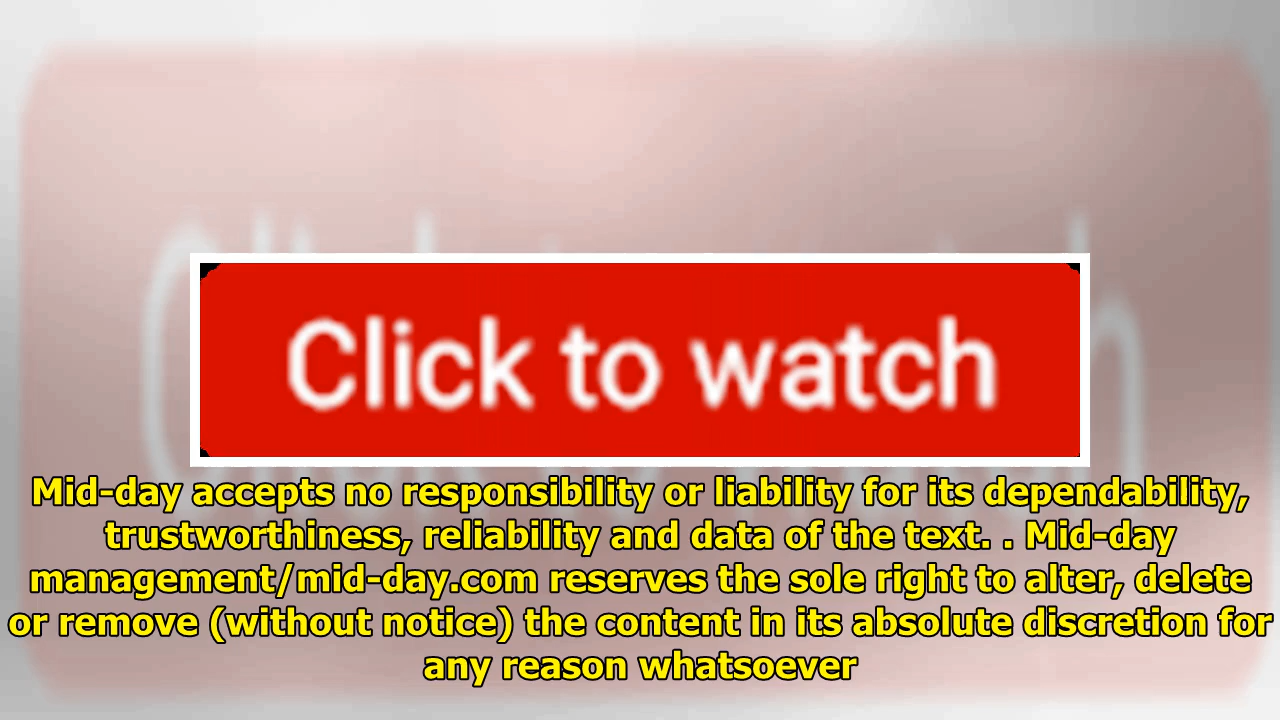 Click to watch
Mid-day accepts no responsibility or liability for its dependability,
trustworthiness, reliability and data of the text. . Mid-day
management/mid-day.com reserves the sole right to alter, delete
or remove (without notice) the content in its absolute discretion for
any reason whatsoever